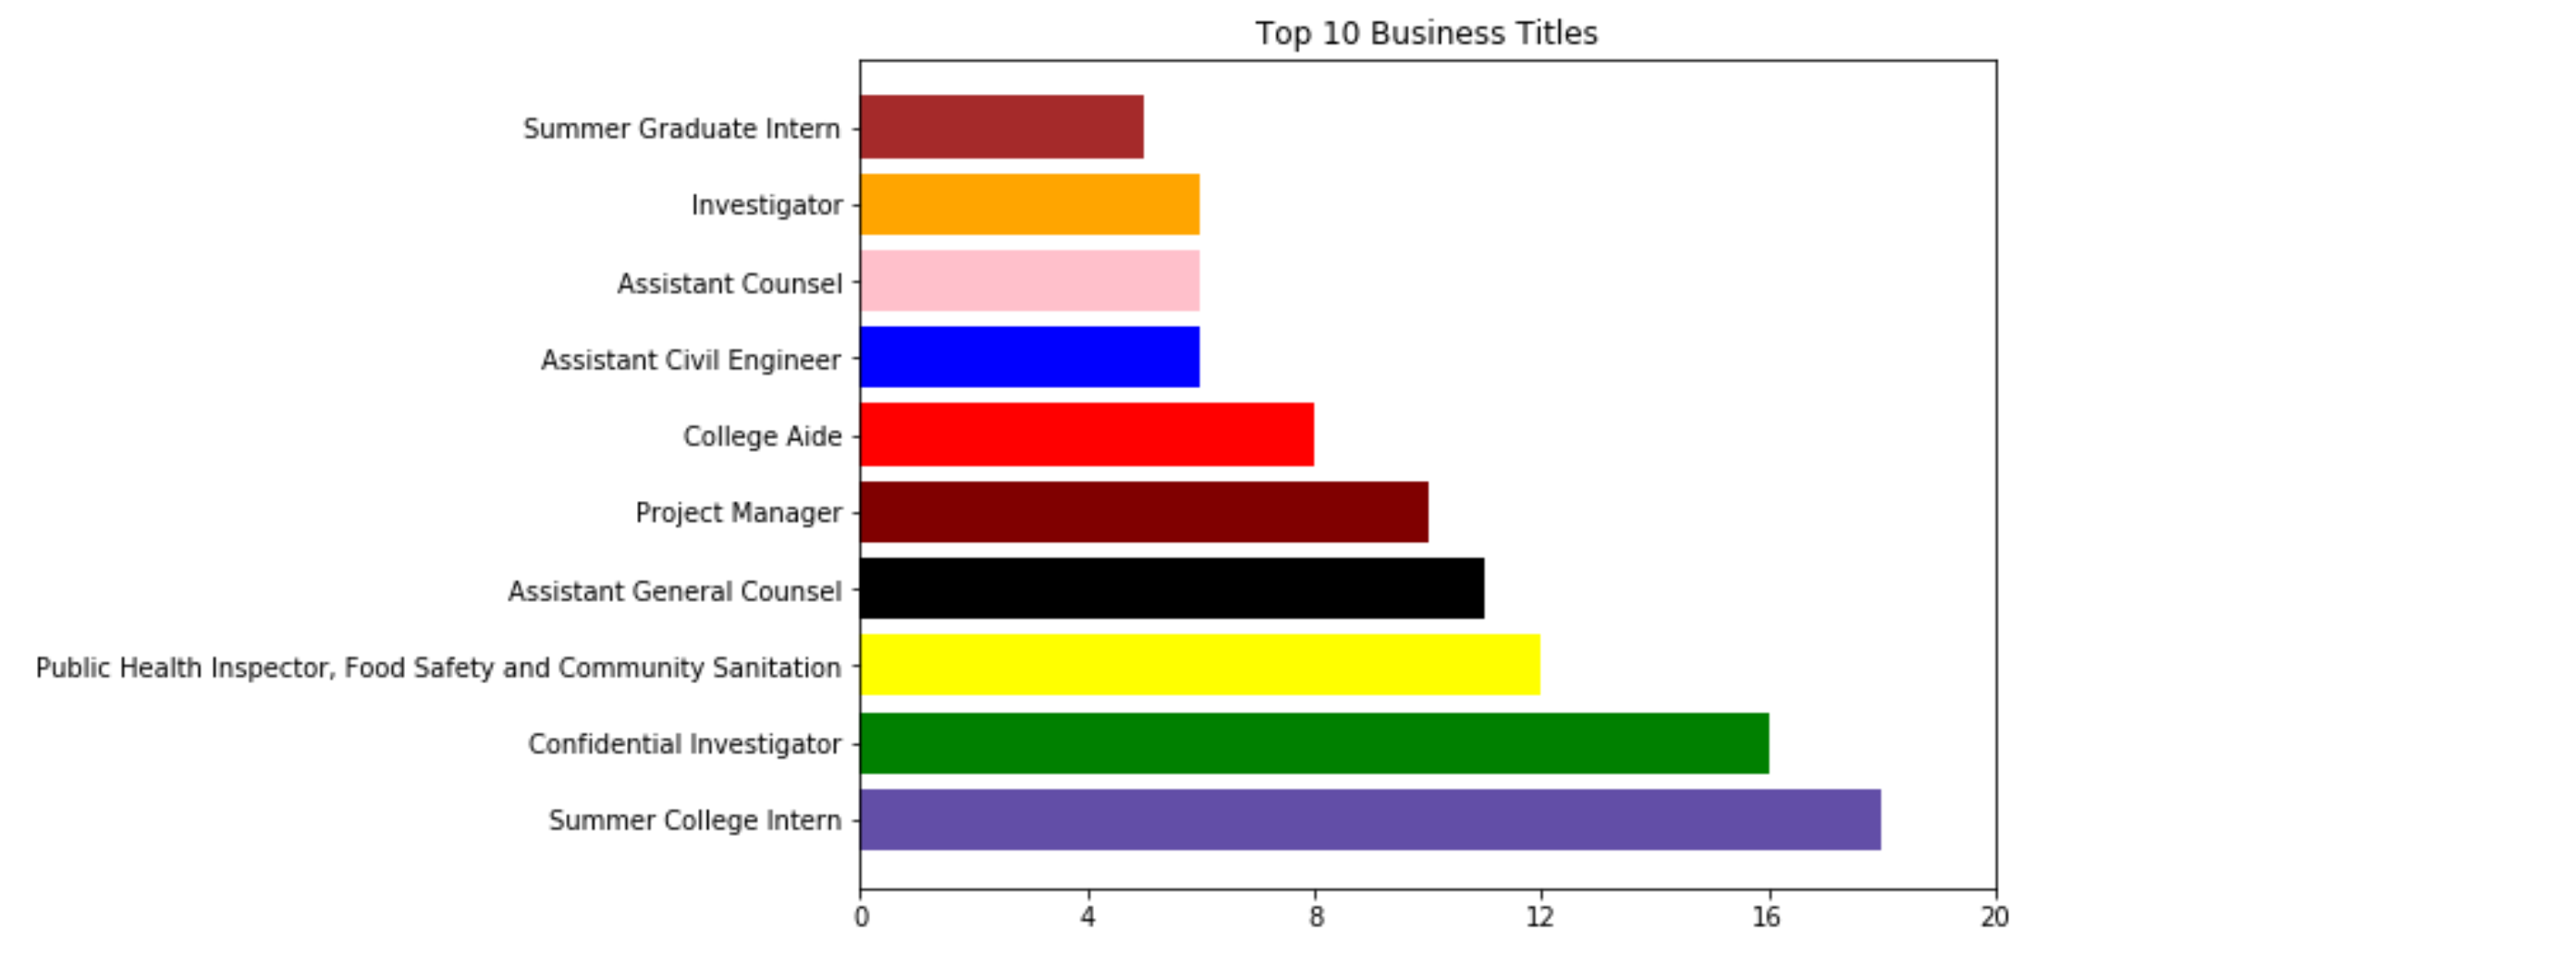 Top 10 Business Titles
Summer Graduate Intern
Investigator
Assistant Counsel
Assistant Civil Engineer
College Aide
Project Manager
Assistant General Counsel
Public Health Inspector, Food Safety and Community Sanitation
Confidential Investigator
Summer College Intern
0 4 8 12 16 20